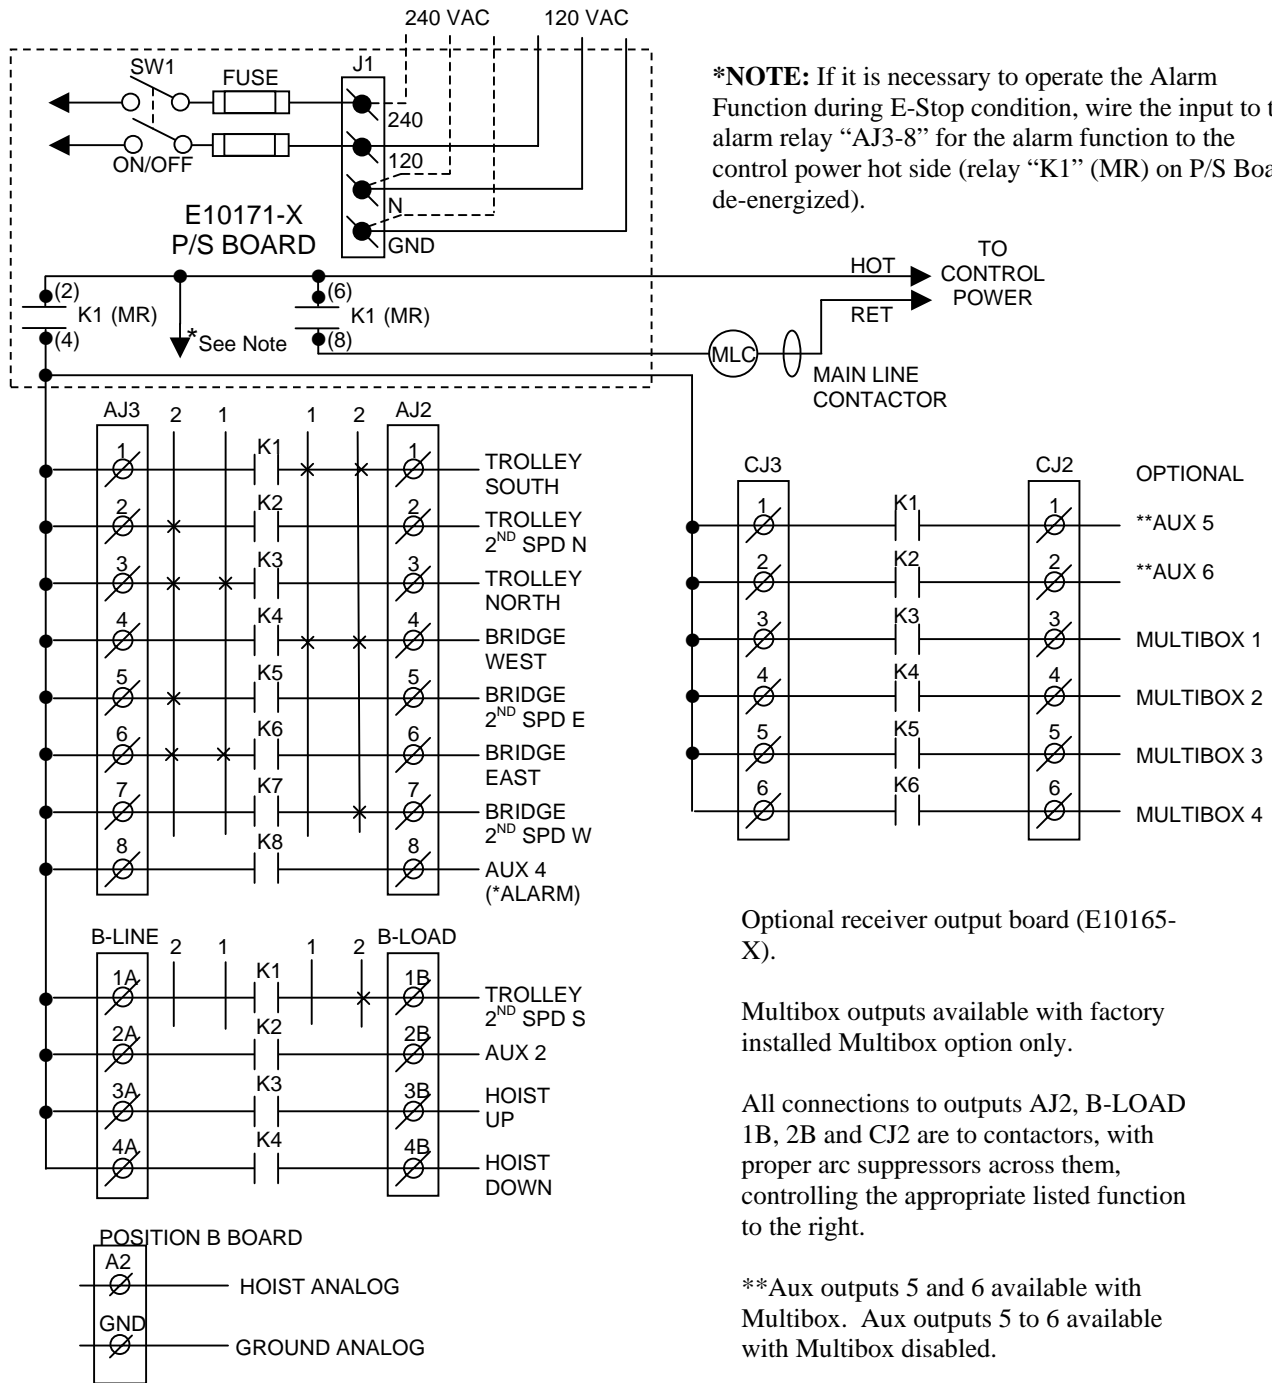 240 VAC 120 VAC
SW1 FUSE J1
240
120
N
GND
ON/OFF
E10171-X
P/S BOARD
*NOTE: If it is necessary to operate the Alarm
Function during E-Stop condition, wire the input to t
alarm relay “AJ3-8” for the alarm function to the
control power hot side (relay “K1” (MR) on P/S Boa
de-energized).
HOT
RET
TO
CONTROL
POWER
(2)
K1 (MR)
(4)
*See Note
(6)
K1 (MR)
(8)
MLC
MAIN LINE
CONTACTOR
AJ3 2 1 1 2 AJ2
1 K1 1 TROLLEY
SOUTH
2 K2 2 TROLLEY
2ND SPD N
3 K3 3 TROLLEY
NORTH
4 K4 4 BRIDGE
WEST
5 K5 5 BRIDGE
2ND SPD E
6 K6 6 BRIDGE
EAST
7 K7 7 BRIDGE
2ND SPD W
8 K8 8 AUX 4
(*ALARM)
CJ3 CJ2 OPTIONAL
1 K1 1 **AUX 5
2 K2 2 **AUX 6
3 K3 3 MULTIBOX 1
4 K4 4 MULTIBOX 2
5 K5 5 MULTIBOX 3
6 K6 6 MULTIBOX 4
B-LINE 2 1 1 2 B-LOAD
1A K1 1B TROLLEY
2ND SPD S
2A K2 2B AUX 2
3A K3 3B HOIST
UP
4A K4 4B HOIST
DOWN
POSITION B BOARD
A2 HOIST ANALOG
GND GROUND ANALOG
Optional receiver output board (E10165-
X).
Multibox outputs available with factory
installed Multibox option only.
All connections to outputs AJ2, B-LOAD
1B, 2B and CJ2 are to contactors, with
proper arc suppressors across them,
controlling the appropriate listed function
to the right.
**Aux outputs 5 and 6 available with
Multibox.  Aux outputs 5 to 6 available
with Multibox disabled.